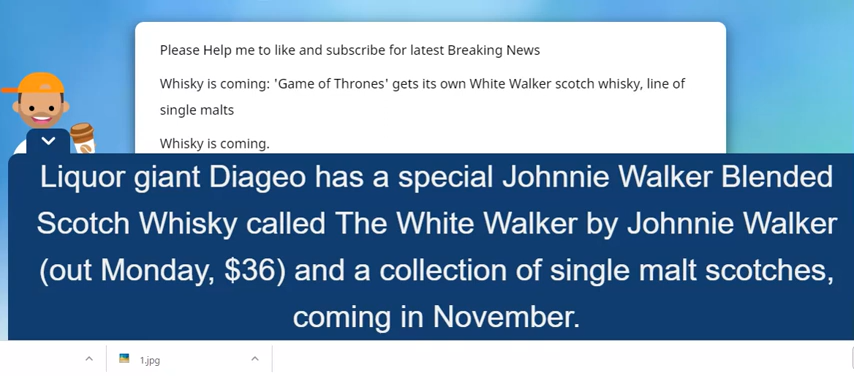 Please Help me to like and subscribe for latest Breaking News
Whisky is coming: 'Game of Thrones' gets its own White Walker scotch whisky, line of
single malts
Whisky is coming.
Liquor giant Diageo has a special Johnnie Walker Blended
Scotch Whisky called The White Walker by Johnnie Walker
(out Monday, $36) and a collection of single malt scotches,
coming in November.
1.jpg